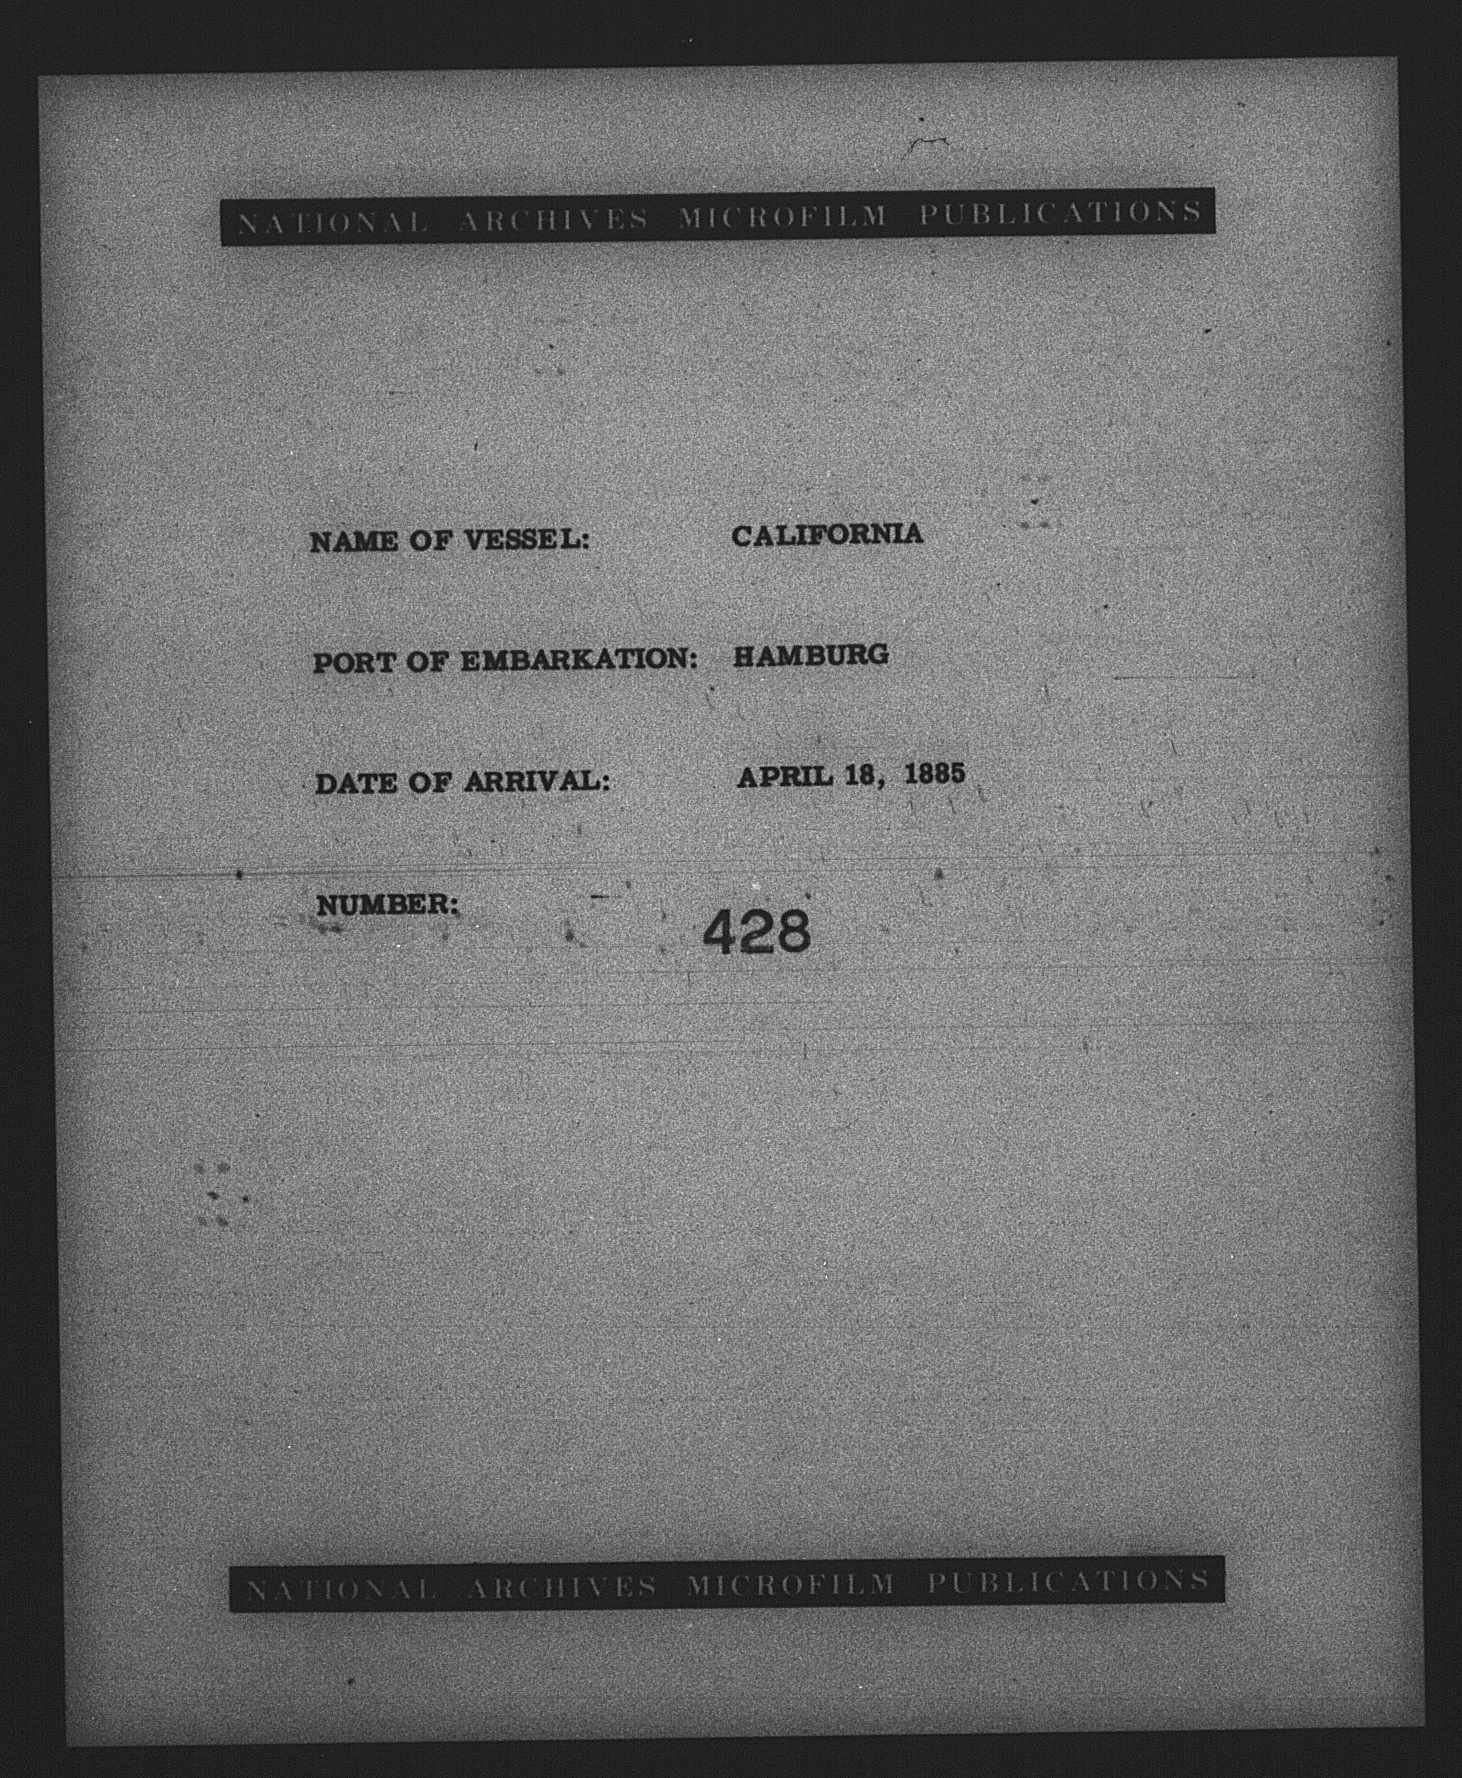 NATIONAL ARCHIVES MICROFILM PUBLICATIONS
NAME OF VESSEL: CALIFORNIA
PORT OF EMBARKATION: HAMBURG
DATE OF ARRIVAL: APRIL 18, 1885
NUMBER: 428
NATIONAL ARCHIVES MICROFILM PUBLICATIONS